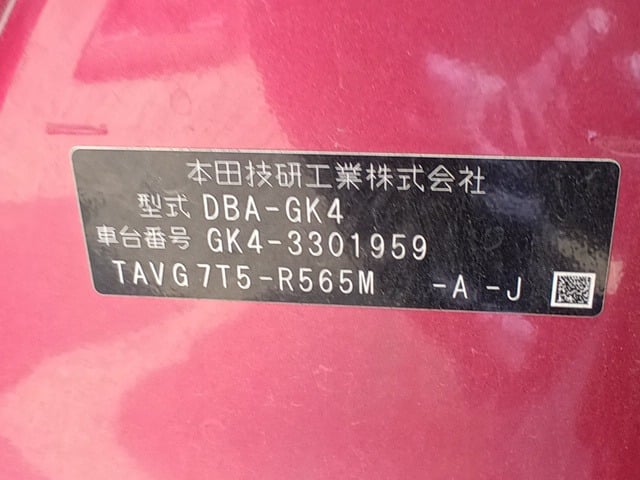 本田技研工業株式会社
型式 DBA-GK4
車台番号 GK4-3301959
TAVG7T5-R565M -A -J